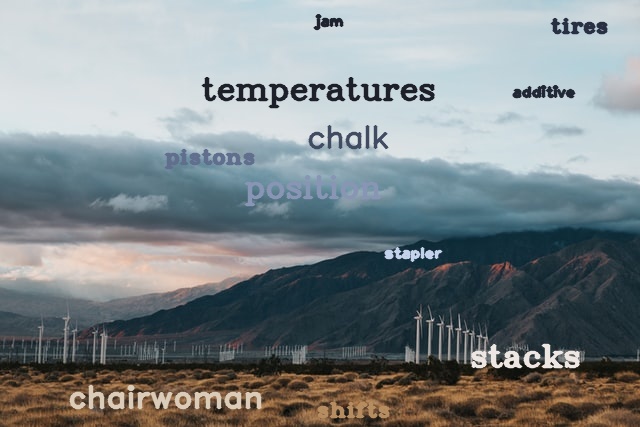 jam
tires
temperatures
additive
chalk
pistons
position
stapler
stacks
chairwoman
shirts